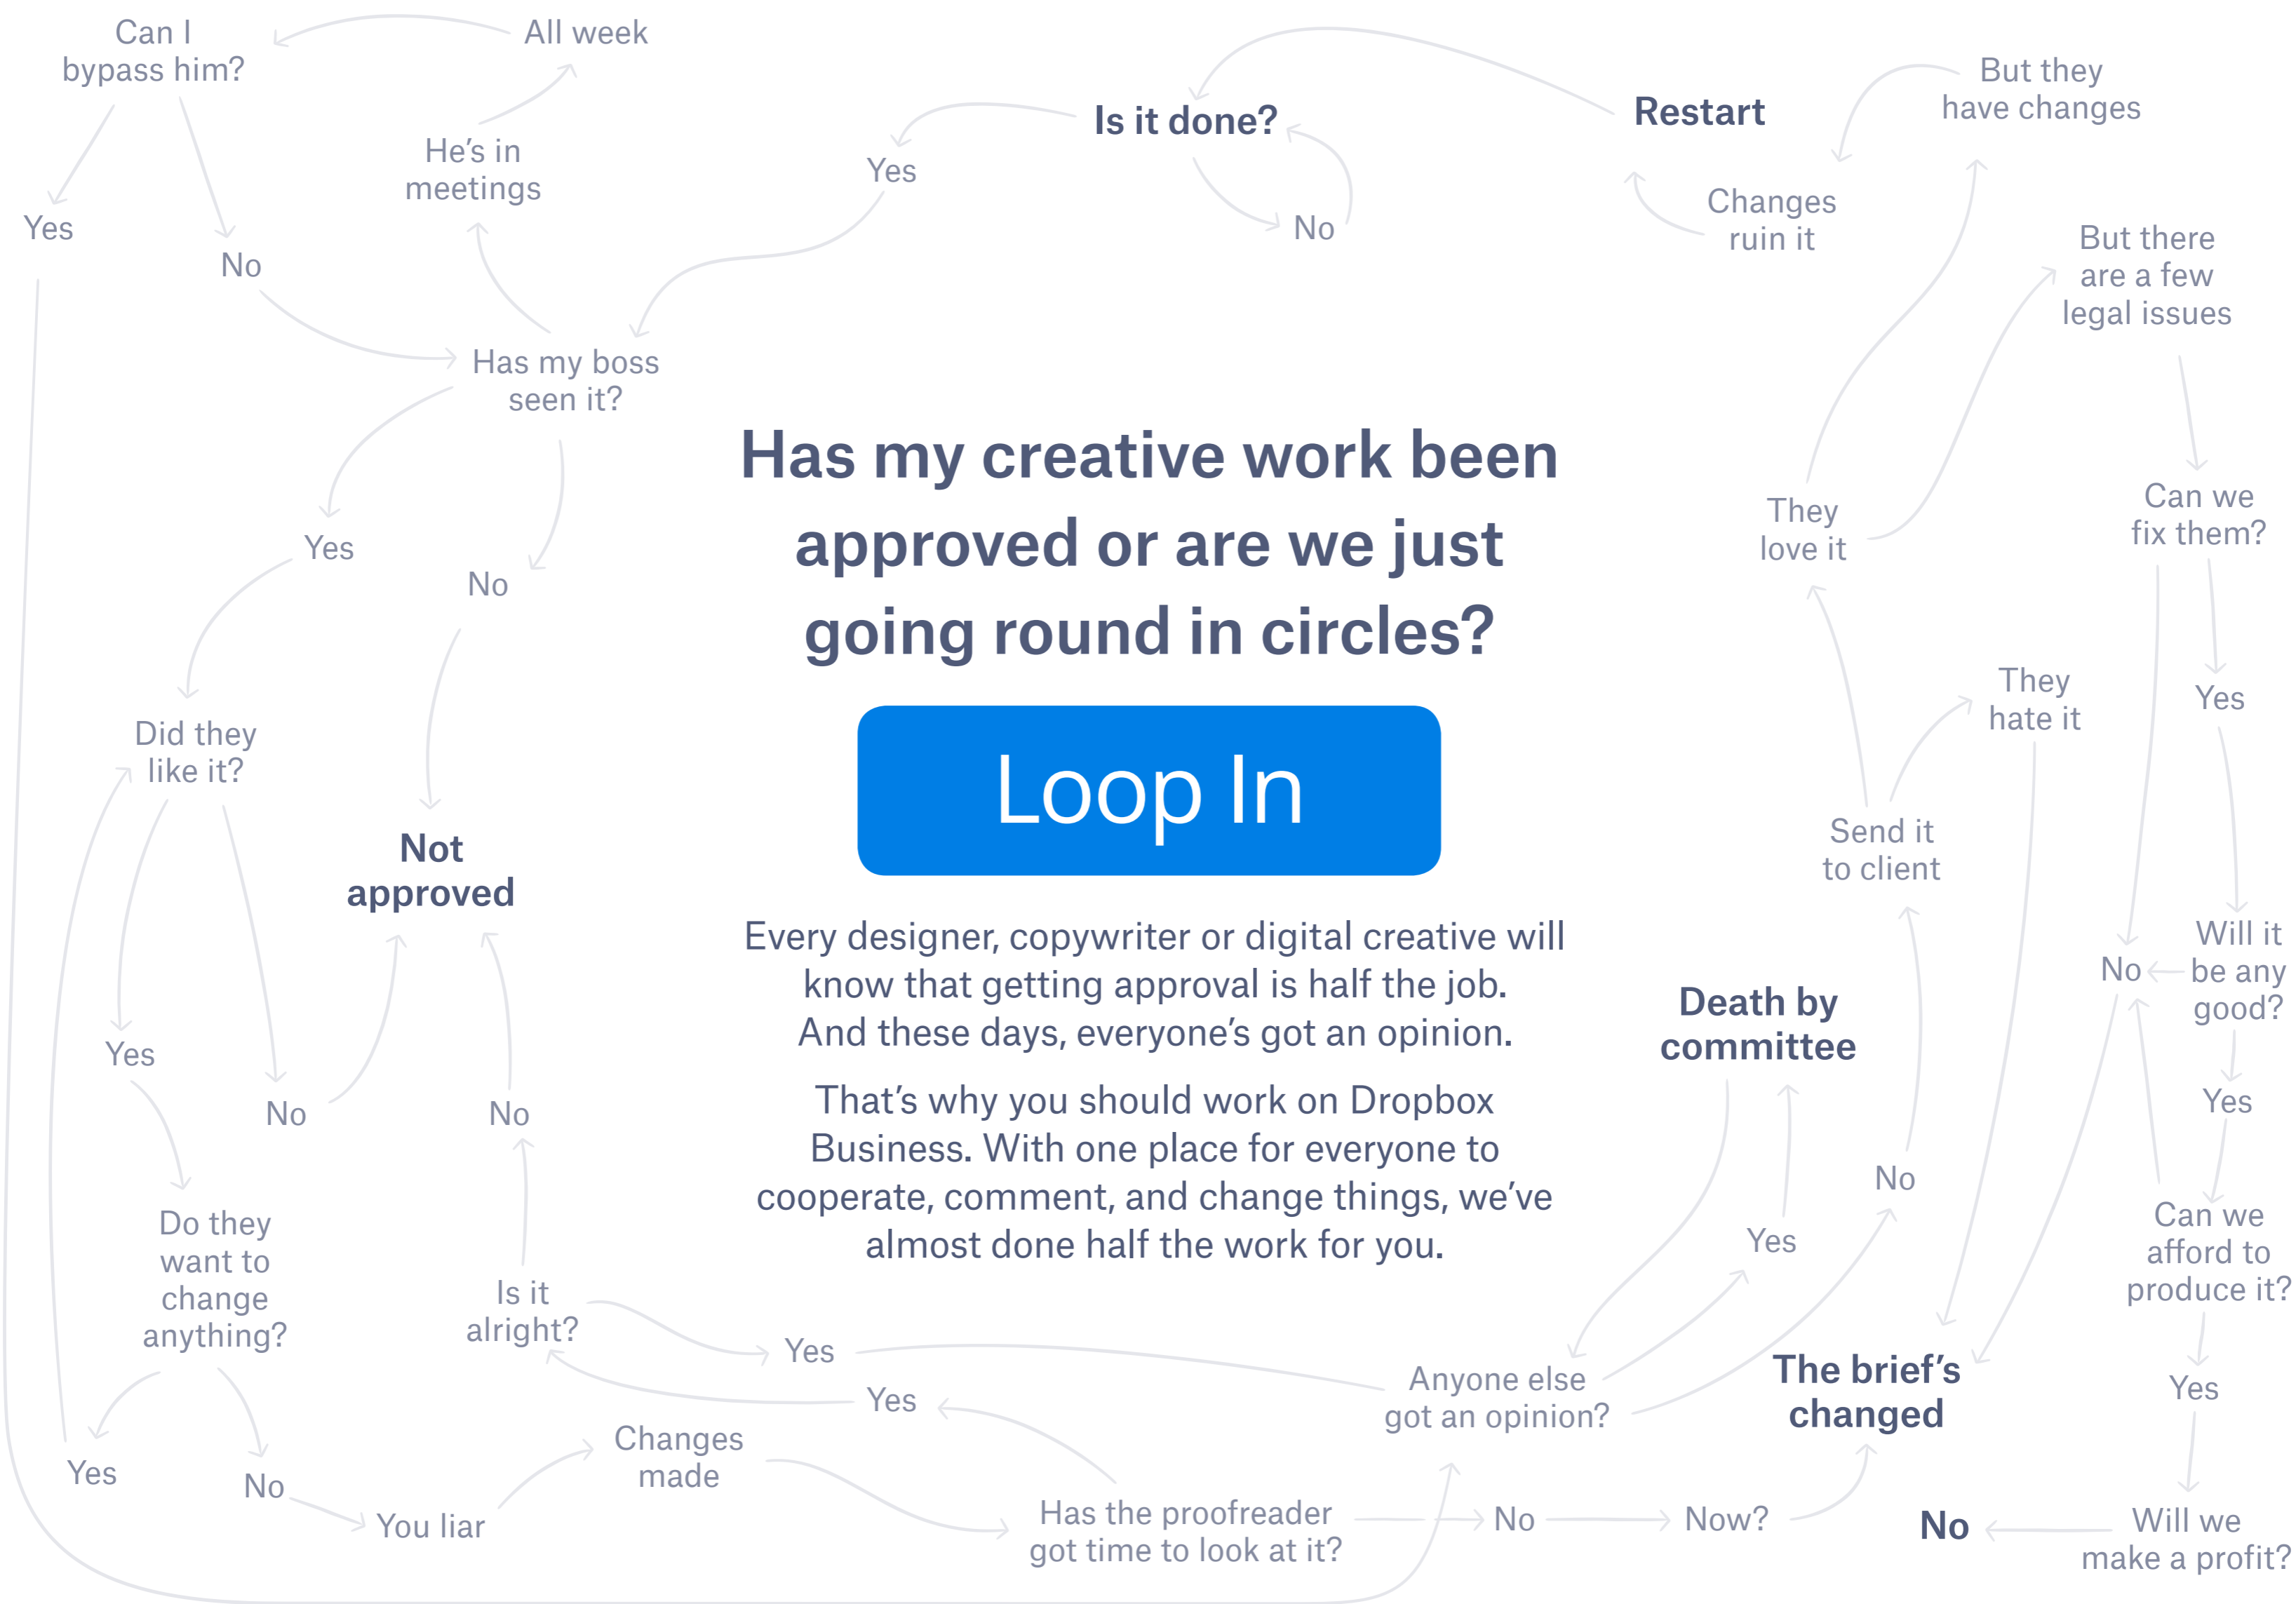 Can I
bypass him?
All week
He's in
meetings
Yes
No
Is it done?
Yes
No
Restart
But they
have changes
Changes
ruin it
But there
are a few
legal issues
Has my boss
seen it?
Yes
No
Has my creative work been
approved or are we just
going round in circles?
Loop In
Every designer, copywriter or digital creative will
know that getting approval is half the job.
And these days, everyone's got an opinion.
That's why you should work on Dropbox
Business. With one place for everyone to
cooperate, comment, and change things, we've
almost done half the work for you.
They
love it
Can we
fix them?
They
hate it
Yes
Did they
like it?
Not
approved
Send it
to client
Will it
be any
good?
No
Death by
committee
Yes
No
No
Yes
No
Yes
Do they
want to
change
anything?
Is it
alright?
Can we
afford to
produce it?
Yes
Yes
Anyone else
got an opinion?
The brief's
changed
Yes
Yes
No
You liar
Changes
made
Has the proofreader
got time to look at it?
No
Now?
No
Will we
make a profit?